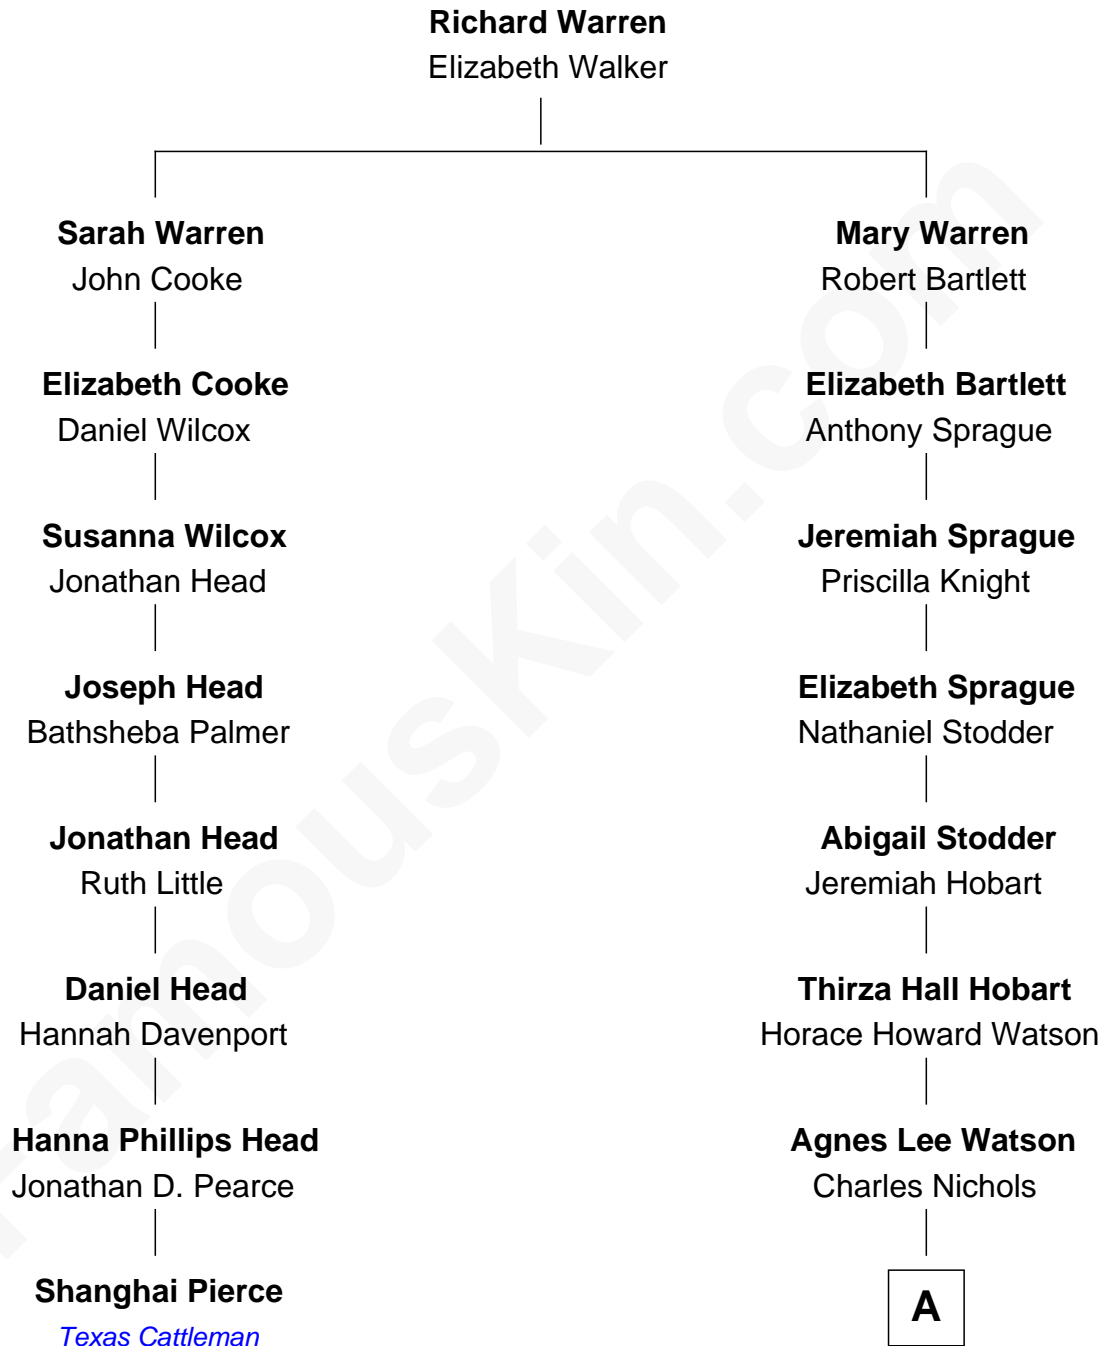 Richard Warren
Elizabeth Walker
Sarah Warren
John Cooke
Mary Warren
Robert Bartlett
Elizabeth Cooke
Daniel Wilcox
Elizabeth Bartlett
Anthony Sprague
Susanna Wilcox
Jonathan Head
Jeremiah Sprague
Priscilla Knight
Joseph Head
Bathsheba Palmer
Elizabeth Sprague
Nathaniel Stodder
Jonathan Head
Ruth Little
Abigail Stodder
Jeremiah Hobart
Daniel Head
Hannah Davenport
Thirza Hall Hobart
Horace Howard Watson
Hanna Phillips Head
Jonathan D. Pearce
Agnes Lee Watson
Charles Nichols
Shanghai Pierce
Texas Cattleman
A
FamousKin.com